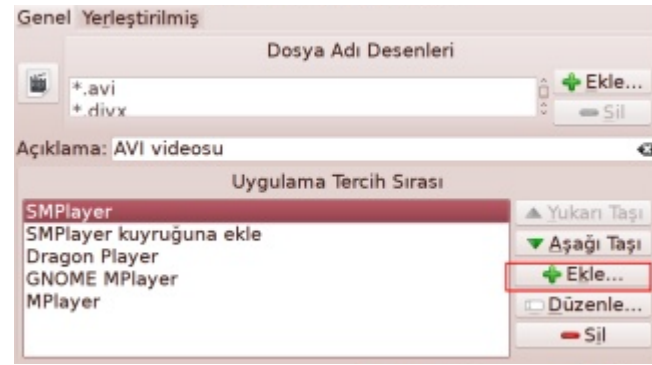 Genel Yerleştirilmiş
Dosya Adı Desenleri
*.avi
*.divx
Ekle...
Sil
Açıklama: AVI videosu
Uygulama Tercih Sırası
SMPlayer
SMPlayer kuyruğuna ekle
Dragon Player
GNOME MPlayer
MPlayer
Yukarı Taşı
Aşağı Taşı
Ekle...
Düzenle...
Sil